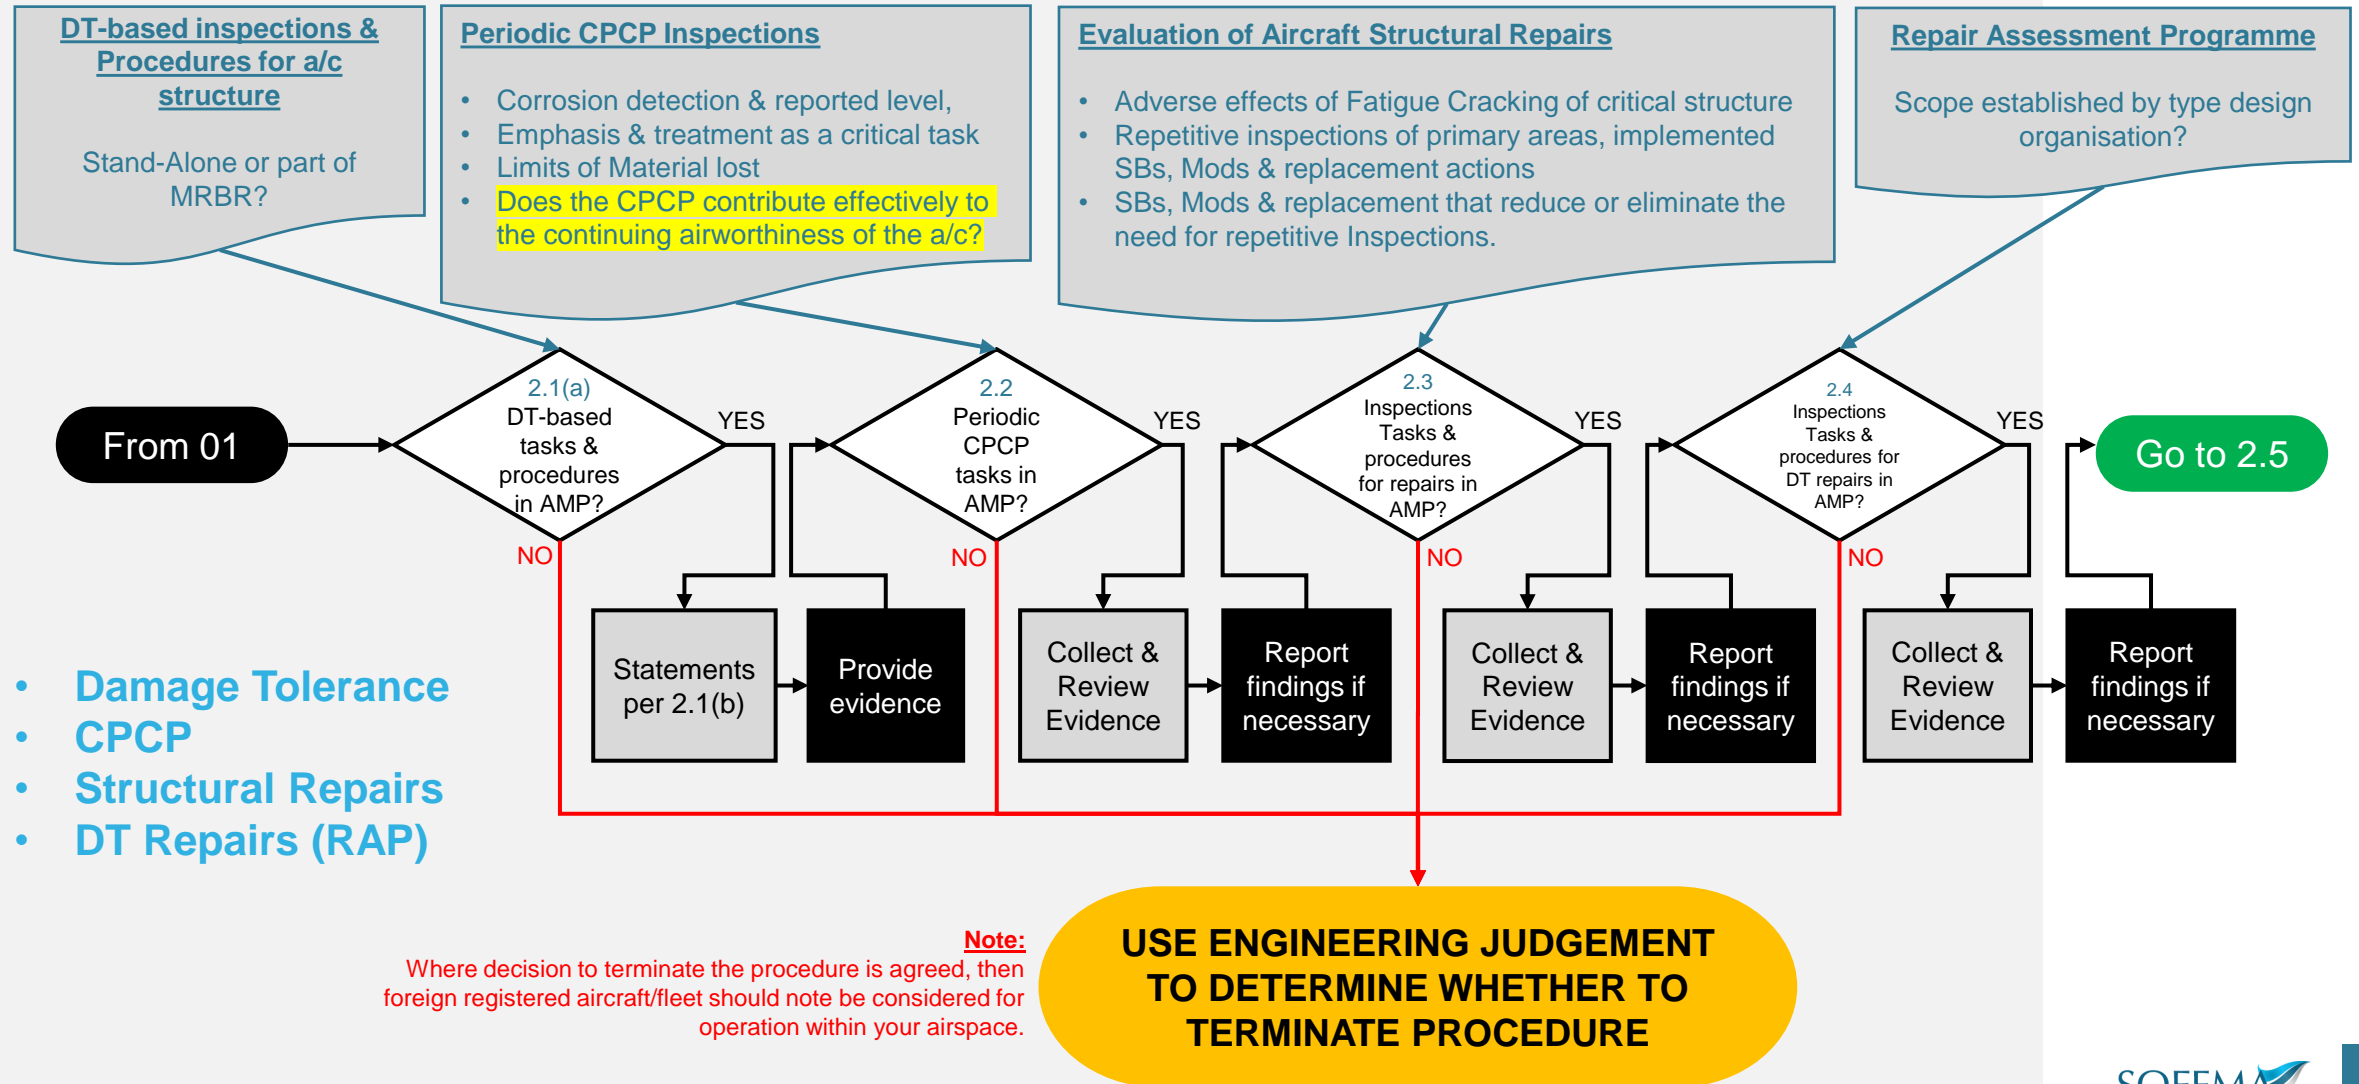 DT-based inspections &
Procedures for a/c
structure
Stand-Alone or part of
MRBR?
Periodic CPCP Inspections
• Corrosion detection & reported level,
• Emphasis & treatment as a critical task
• Limits of Material lost
• Does the CPCP contribute effectively to
the continuing airworthiness of the a/c?
Evaluation of Aircraft Structural Repairs
• Adverse effects of Fatigue Cracking of critical structure
• Repetitive inspections of primary areas, implemented
SBs, Mods & replacement actions
• SBs, Mods & replacement that reduce or eliminate the
need for repetitive Inspections.
Repair Assessment Programme
Scope established by type design
organisation?
From 01
2.1(a)
DT-based
tasks &
procedures
in AMP?
YES
NO
2.2
Periodic
CPCP
tasks in
AMP?
YES
NO
2.3
Inspections
Tasks &
procedures
for repairs in
AMP?
YES
NO
2.4
Inspections
Tasks &
procedures for
DT repairs in
AMP?
YES
NO
Go to 2.5
Statements
per 2.1(b)
Provide
evidence
Collect &
Review
Evidence
Report
findings if
necessary
Collect &
Review
Evidence
Report
findings if
necessary
Collect &
Review
Evidence
Report
findings if
necessary
• Damage Tolerance
• CPCP
• Structural Repairs
• DT Repairs (RAP)
Note:
Where decision to terminate the procedure is agreed, then
foreign registered aircraft/fleet should note be considered for
operation within your airspace.
USE ENGINEERING JUDGEMENT
TO DETERMINE WHETHER TO
TERMINATE PROCEDURE